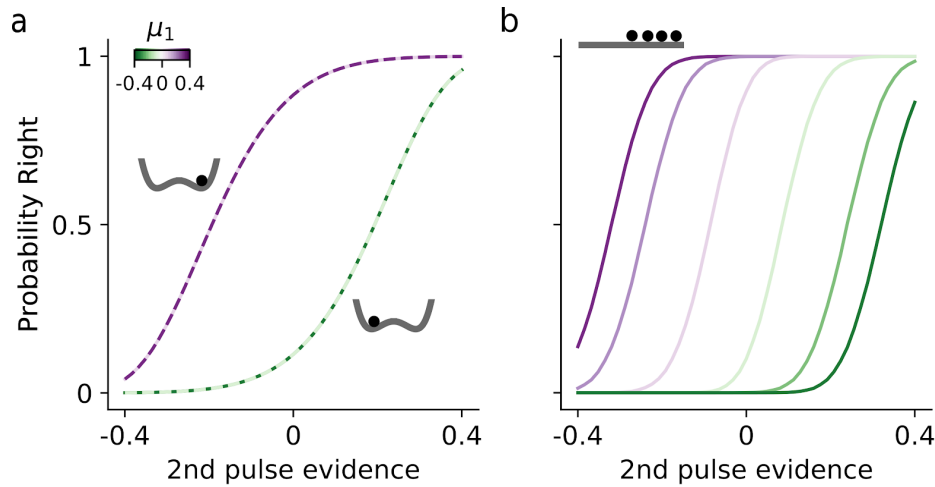 a
μ₁
-0.4 0 0.4
1
0.5
0
Probability Right
-0.4
0
0.4
2nd pulse evidence
b
-0.4
0
0.4
2nd pulse evidence